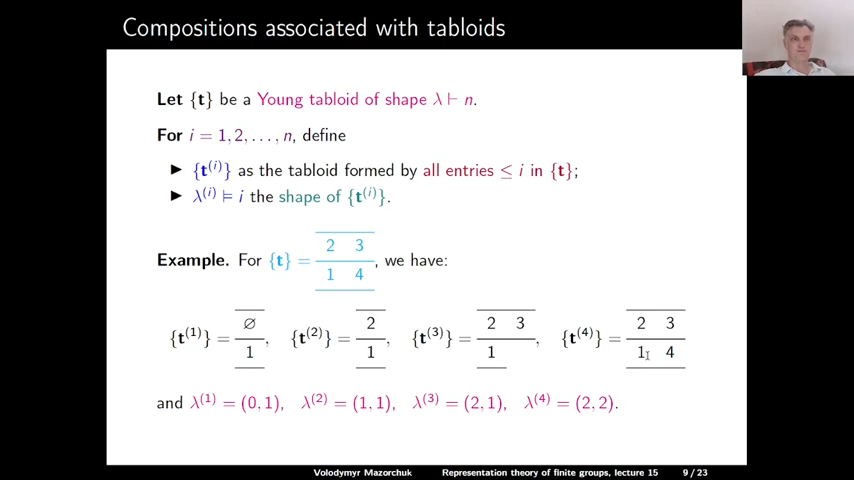 Compositions associated with tabloids
Let {t} be a Young tabloid of shape λ ⊢ n.
For i = 1, 2, . . . , n, define
▶ {t⁽ⁱ⁾} as the tabloid formed by all entries ≤ i in {t};
▶ λ⁽ⁱ⁾ ⊨ i the shape of {t⁽ⁱ⁾}.
2 3
Example. For {t} = , we have:
1 4
∅ 2 2 3 2 3
{t⁽¹⁾} = , {t⁽²⁾} = , {t⁽³⁾} = , {t⁽⁴⁾} =
1 1 1 1 4
and λ⁽¹⁾ = (0, 1), λ⁽²⁾ = (1, 1), λ⁽³⁾ = (2, 1), λ⁽⁴⁾ = (2, 2).
Volodymyr Mazorchuk Representation theory of finite groups, lecture 15 9 / 23